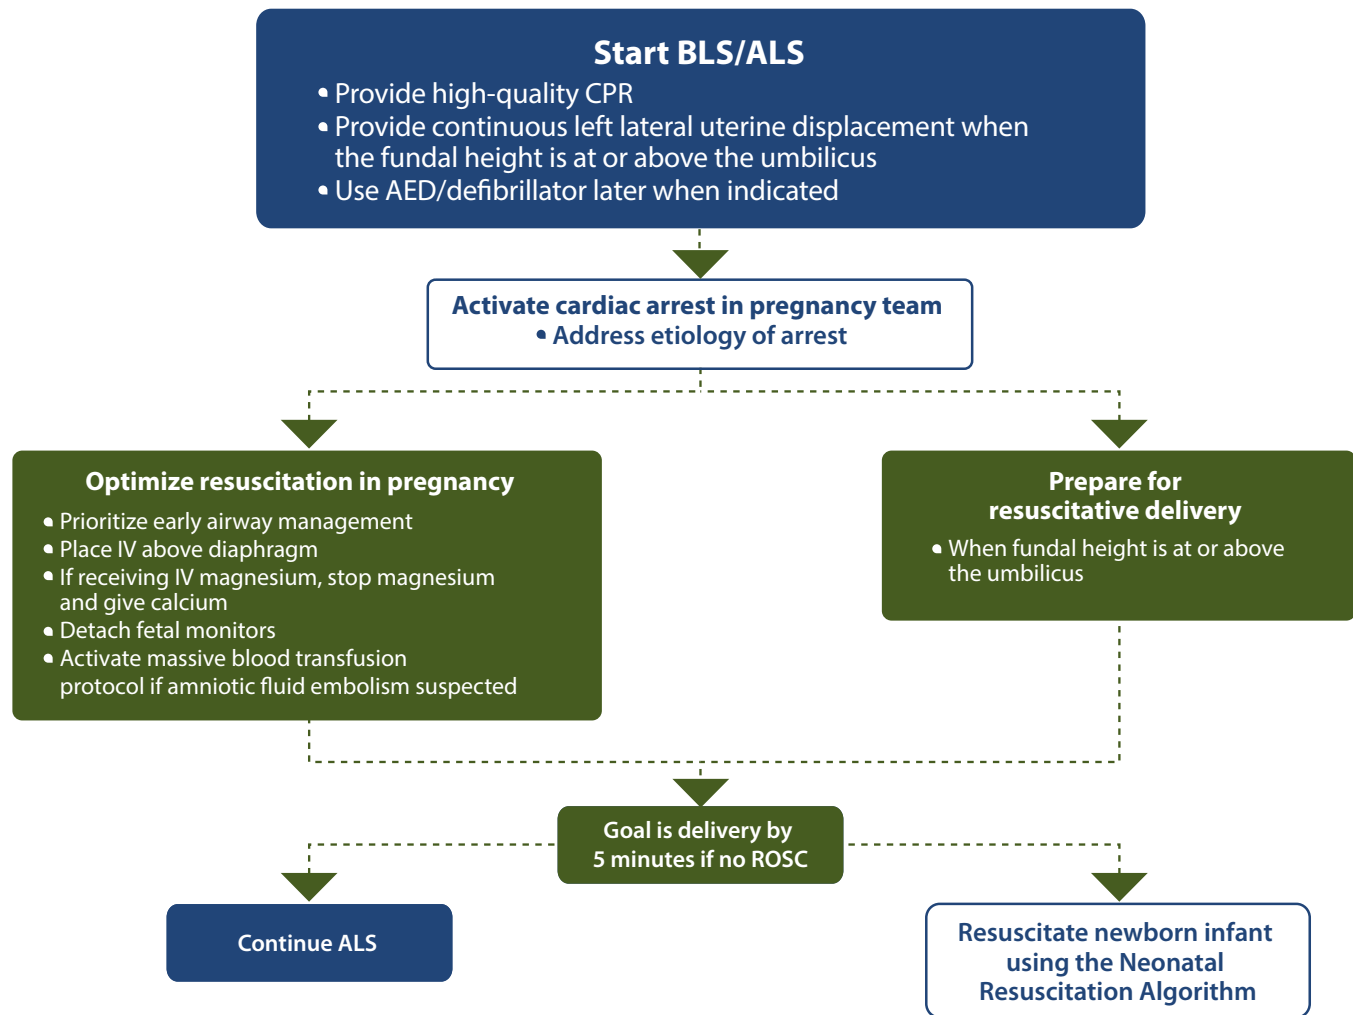 Start BLS/ALS
• Provide high-quality CPR
• Provide continuous left lateral uterine displacement when
the fundal height is at or above the umbilicus
• Use AED/defibrillator later when indicated
Activate cardiac arrest in pregnancy team
• Address etiology of arrest
Optimize resuscitation in pregnancy
• Prioritize early airway management
• Place IV above diaphragm
• If receiving IV magnesium, stop magnesium
and give calcium
• Detach fetal monitors
• Activate massive blood transfusion
protocol if amniotic fluid embolism suspected
Prepare for
resuscitative delivery
• When fundal height is at or above
the umbilicus
Goal is delivery by
5 minutes if no ROSC
Continue ALS
Resuscitate newborn infant
using the Neonatal
Resuscitation Algorithm